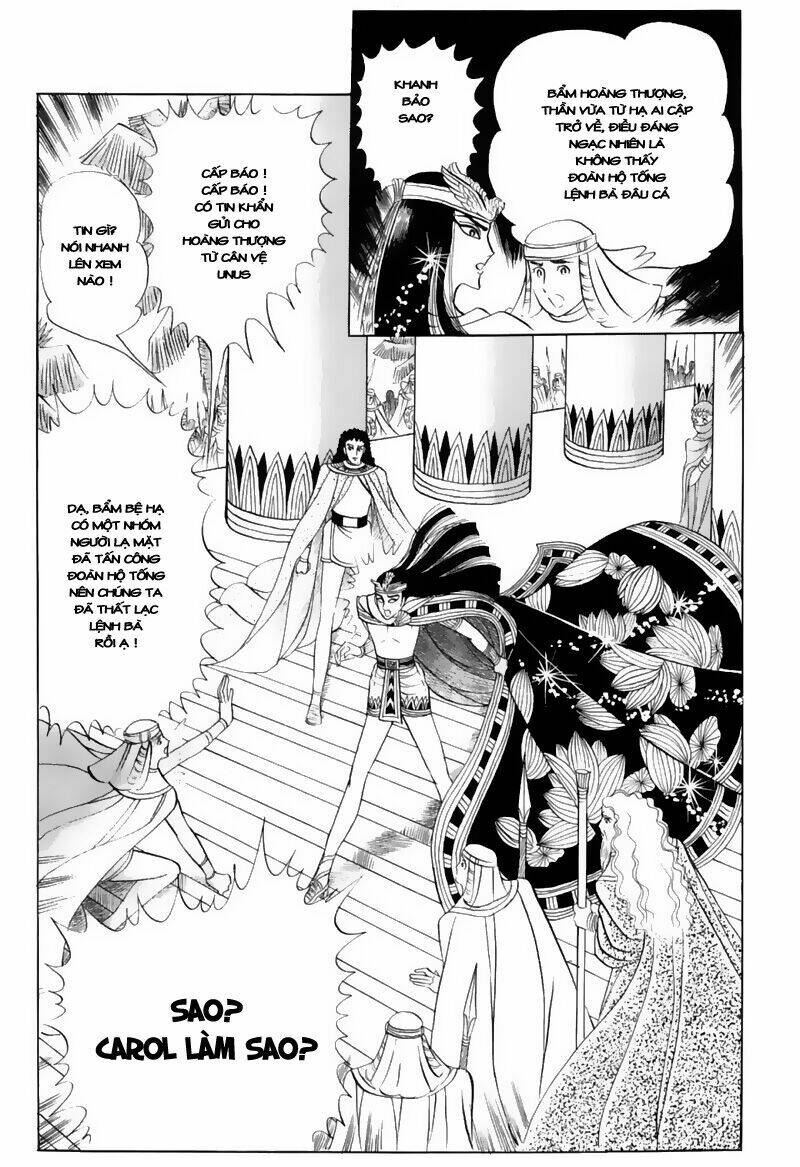 BẨM HOÀNG THƯỢNG,
THẦN VỪA TỪ HẠ AI CẬP
TRỞ VỀ, ĐIỀU ĐÁNG
NGẠC NHIÊN LÀ
KHÔNG THẤY
ĐOÀN HỘ TỐNG
LỆNH BÀ ĐÂU CẢ
KHANH
BẢO
SAO?
CẤP BÁO !
CẤP BÁO !
CÓ TIN KHẨN
GỬI CHO
HOÀNG THƯỢNG
TỪ CẬN VỆ
UNUS
TIN GÌ?
NÓI NHANH
LÊN XEM
NÀO !
DẠ, BẨM BỆ HẠ
CÓ MỘT NHÓM
NGƯỜI LẠ MẶT
ĐÃ TẤN CÔNG
ĐOÀN HỘ TỐNG
NÊN CHÚNG TA
ĐÃ THẤT LẠC
LỆNH BÀ
RỒI Ạ !
SAO?
CAROL LÀM SAO?